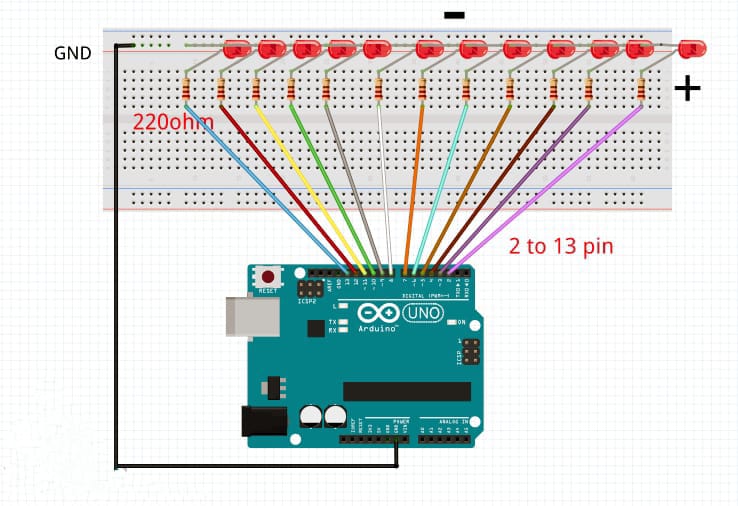 GND
220ohm
2 to 13 pin
RESET
ICSP2
AREF
GND
13
12
~11
~10
~9
8
7
~6
~5
4
~3
2
TX▸1
RX◂0
DIGITAL (PWM~)
L
TX
RX
Arduino™
UNO
ON
ICSP
1
IOREF
RESET
3V3
5V
GND
GND
VIN
POWER
ANALOG IN
A0
A1
A2
A3
A4
A5